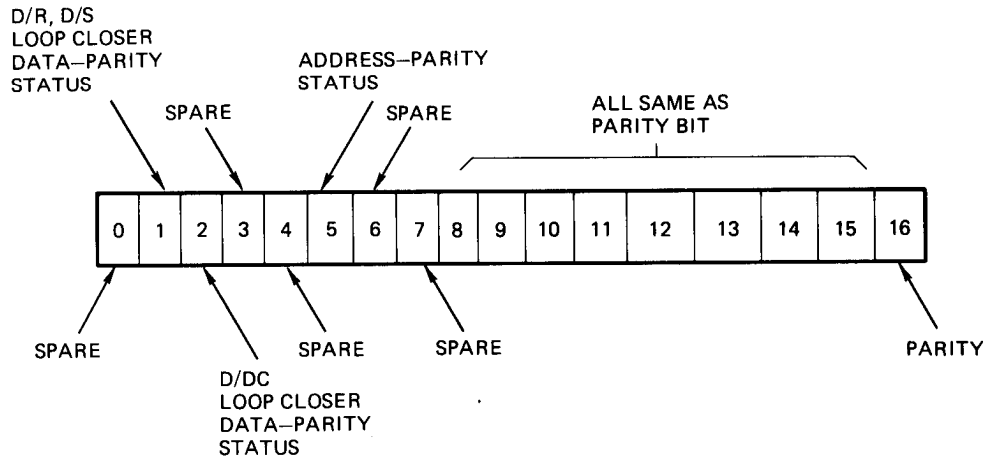 D/R, D/S
LOOP CLOSER
DATA—PARITY
STATUS
SPARE
ADDRESS—PARITY
STATUS
SPARE
ALL SAME AS
PARITY BIT
0 1 2 3 4 5 6 7 8 9 10 11 12 13 14 15 16
SPARE
D/DC
LOOP CLOSER
DATA—PARITY
STATUS
SPARE
SPARE
PARITY